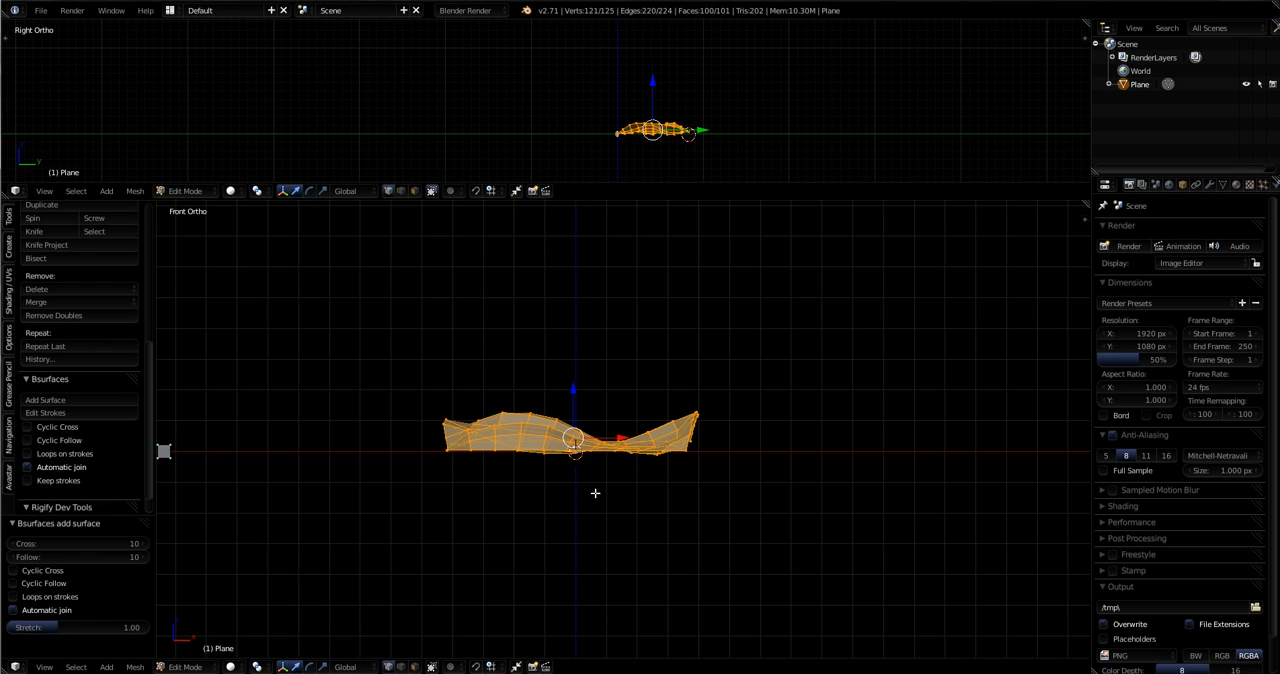 File Render Window Help Default Scene Blender Render v2.71 | Verts:121/125 | Edges:220/224 | Faces:100/101 | Tris:202 | Mem:10.30M | Plane
Right Ortho
y
(1) Plane
View Select Add Mesh Edit Mode Global
Tools
Create
Shading / UVs
Options
Grease Pencil
Navigation
Avastar
Duplicate
Spin Screw
Knife Select
Knife Project
Bisect
Remove:
Delete
Merge
Remove Doubles
Repeat:
Repeat Last
History...
Bsurfaces
Add Surface
Edit Strokes
Cyclic Cross
Cyclic Follow
Loops on strokes
Automatic join
Keep strokes
Rigify Dev Tools
Bsurfaces add surface
Cross: 10
Follow: 10
Cyclic Cross
Cyclic Follow
Loops on strokes
Automatic join
Stretch: 1.00
Front Ortho
x
(1) Plane
View Select Add Mesh Edit Mode Global
View Search All Scenes
Scene
RenderLayers
World
Plane
Scene
Render
Render Animation Audio
Display: Image Editor
Dimensions
Render Presets
Resolution: Frame Range:
X: 1920 px Start Frame: 1
Y: 1080 px End Frame: 250
50% Frame Step: 1
Aspect Ratio: Frame Rate:
X: 1.000 24 fps
Y: 1.000 Time Remapping:
Bord Crop : 100 : 100
Anti-Aliasing
5 8 11 16 Mitchell-Netravali
Full Sample Size: 1.000 px
Sampled Motion Blur
Shading
Performance
Post Processing
Freestyle
Stamp
Output
/tmp\
Overwrite File Extensions
Placeholders
PNG BW RGB RGBA
Color Depth: 8 16